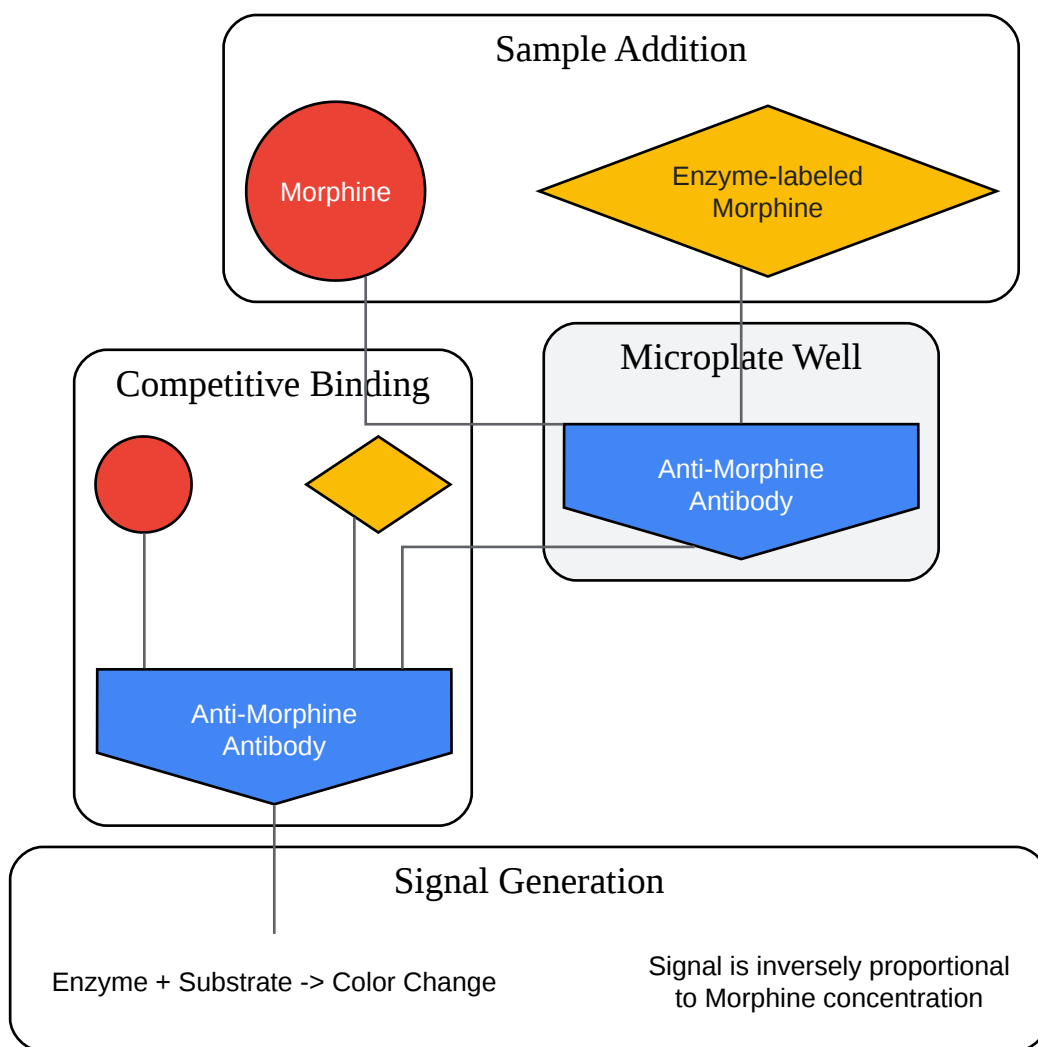 Sample Addition
Morphine
Enzyme-labeled
Morphine
Microplate Well
Competitive Binding
Anti-Morphine
Antibody
Anti-Morphine
Antibody
Signal Generation
Enzyme + Substrate -> Color Change
Signal is inversely proportional
to Morphine concentration